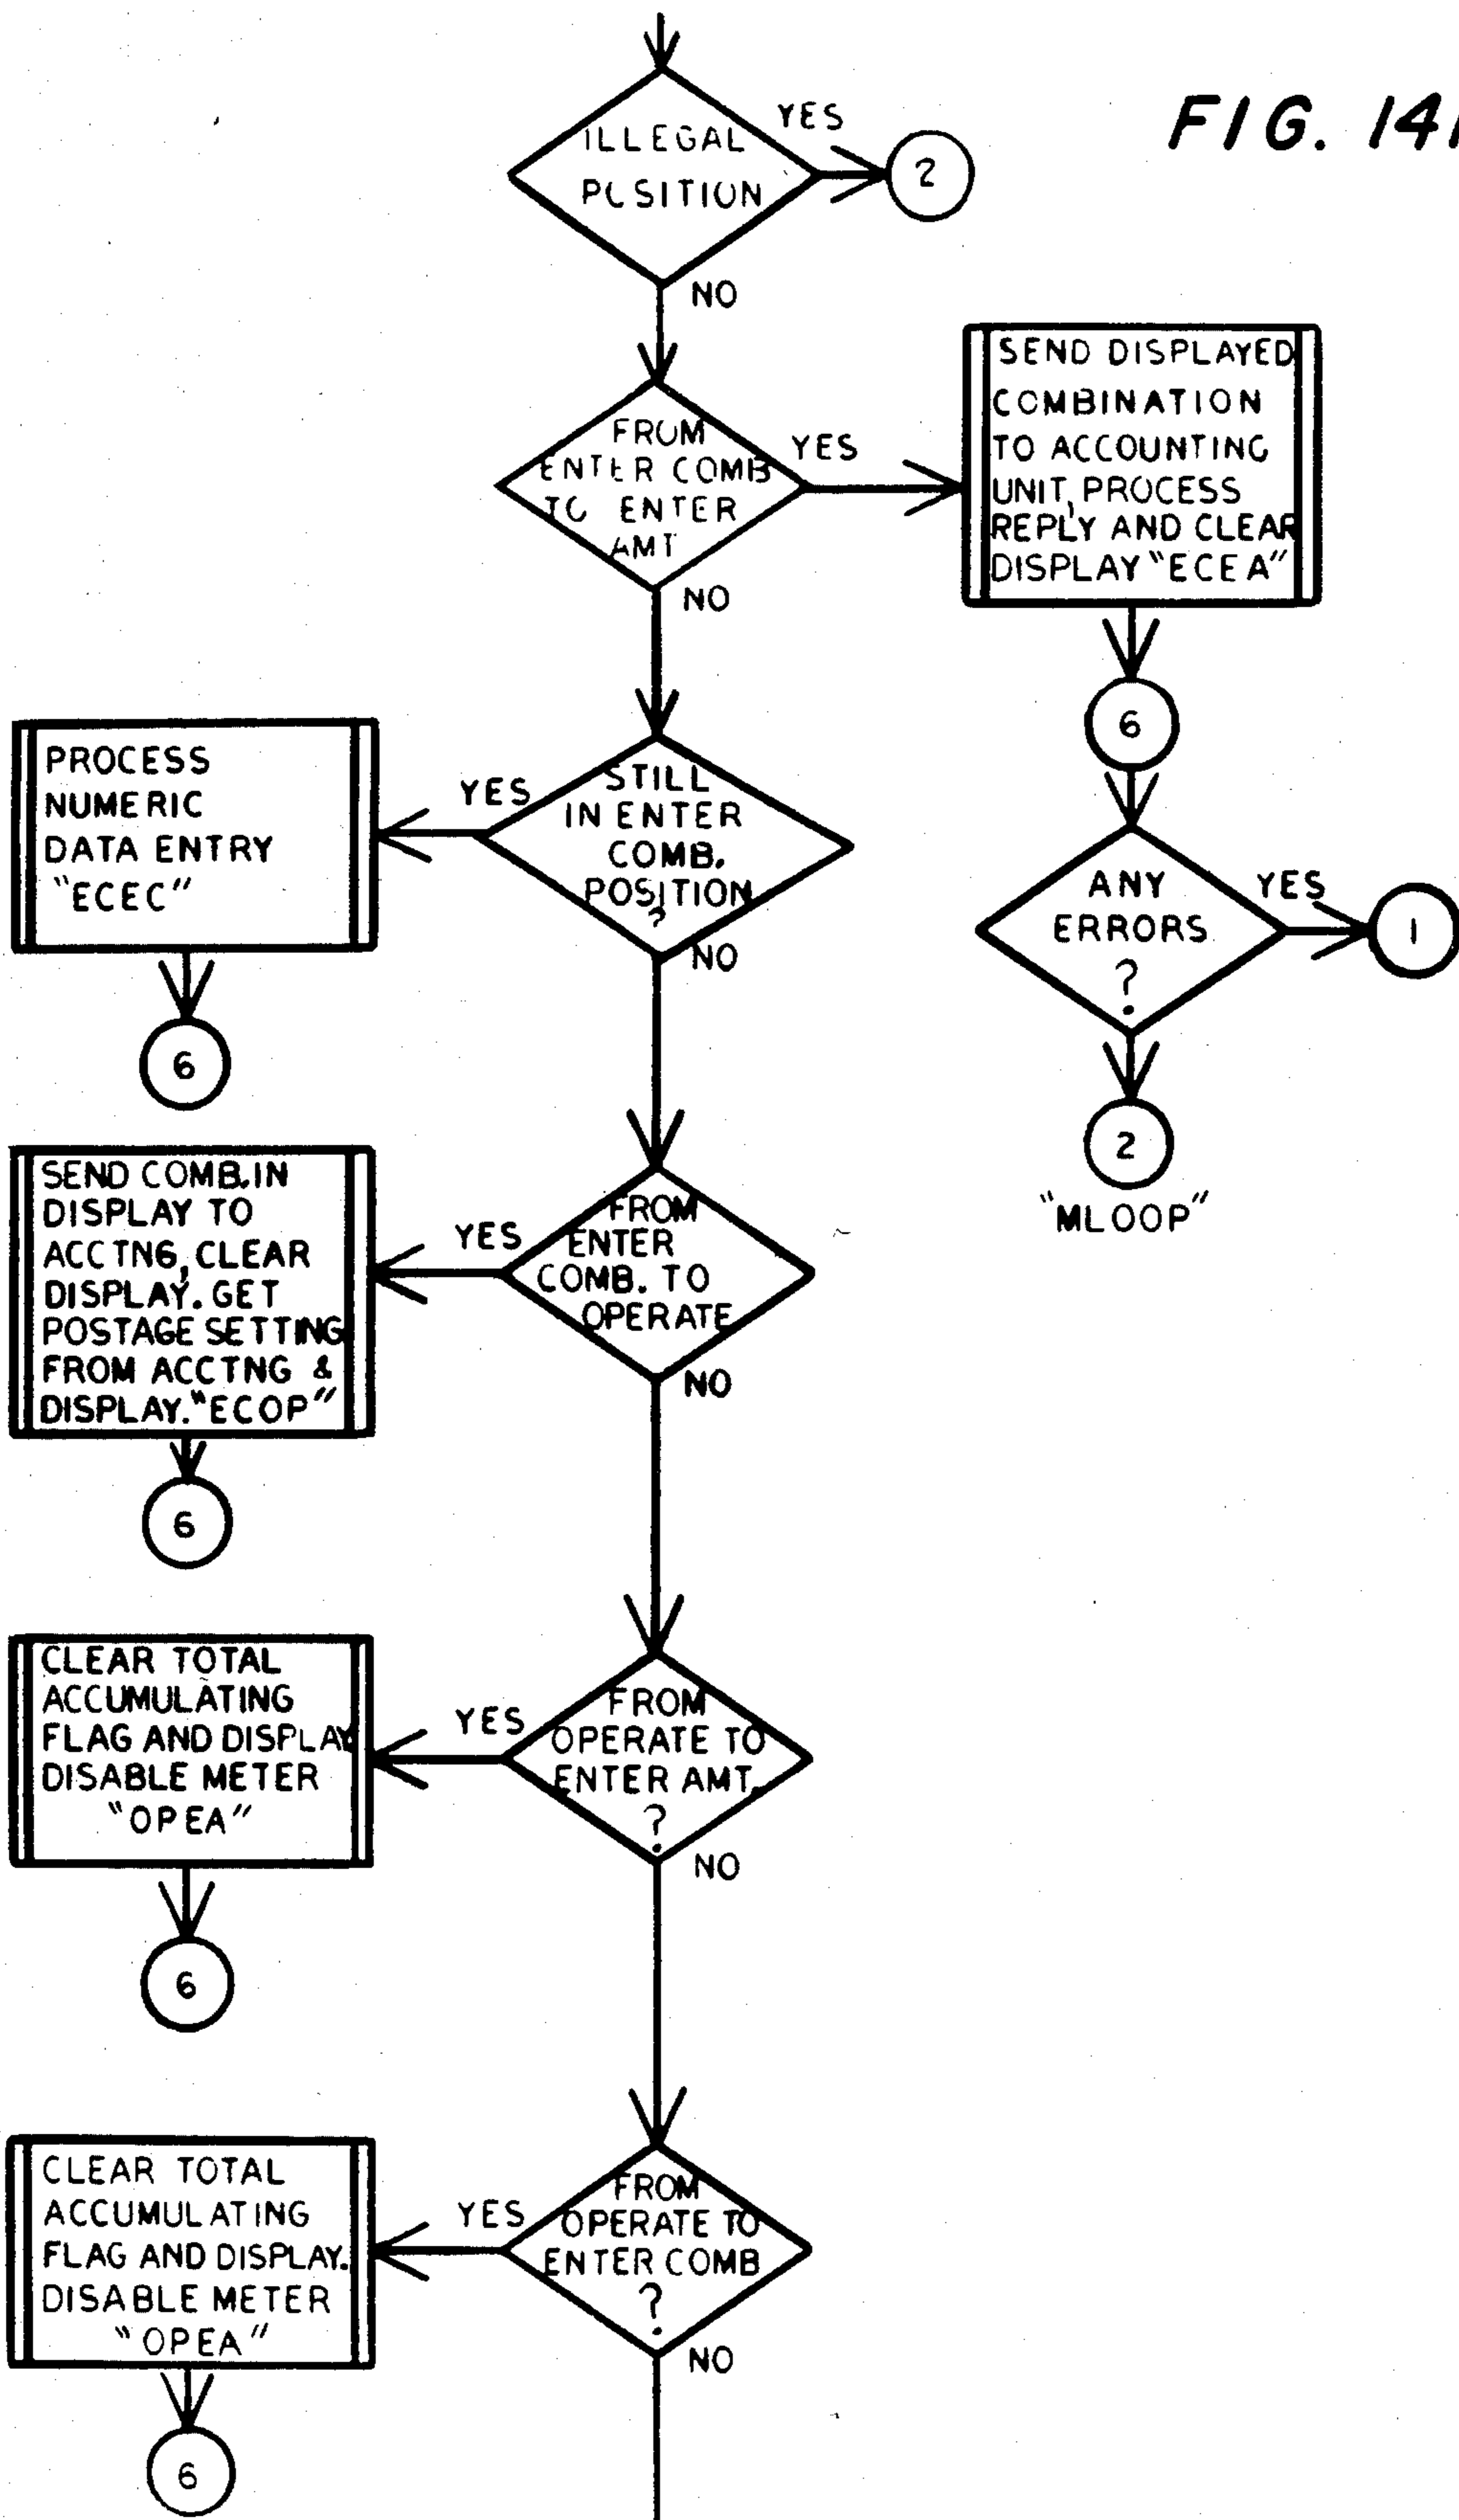 FIG. 14
ILLEGAL
POSITION
YES
2
NO
FROM
ENTER COMB
TO ENTER
AMT
YES
NO
SEND DISPLAYED
COMBINATION
TO ACCOUNTING
UNIT, PROCESS
REPLY AND CLEAR
DISPLAY "ECEA"
6
ANY
ERRORS
?
YES
1
2
"MLOOP"
STILL
IN ENTER
COMB.
POSITION
?
YES
NO
PROCESS
NUMERIC
DATA ENTRY
"ECEC"
6
FROM
ENTER
COMB. TO
OPERATE
YES
NO
SEND COMB. IN
DISPLAY TO
ACCTNG, CLEAR
DISPLAY. GET
POSTAGE SETTING
FROM ACCTNG &
DISPLAY. "ECOP"
6
FROM
OPERATE TO
ENTER AMT.
?
YES
NO
CLEAR TOTAL
ACCUMULATING
FLAG AND DISPLAY
DISABLE METER
"OPEA"
6
FROM
OPERATE TO
ENTER COMB
?
YES
NO
CLEAR TOTAL
ACCUMULATING
FLAG AND DISPLAY.
DISABLE METER
"OPEA"
6